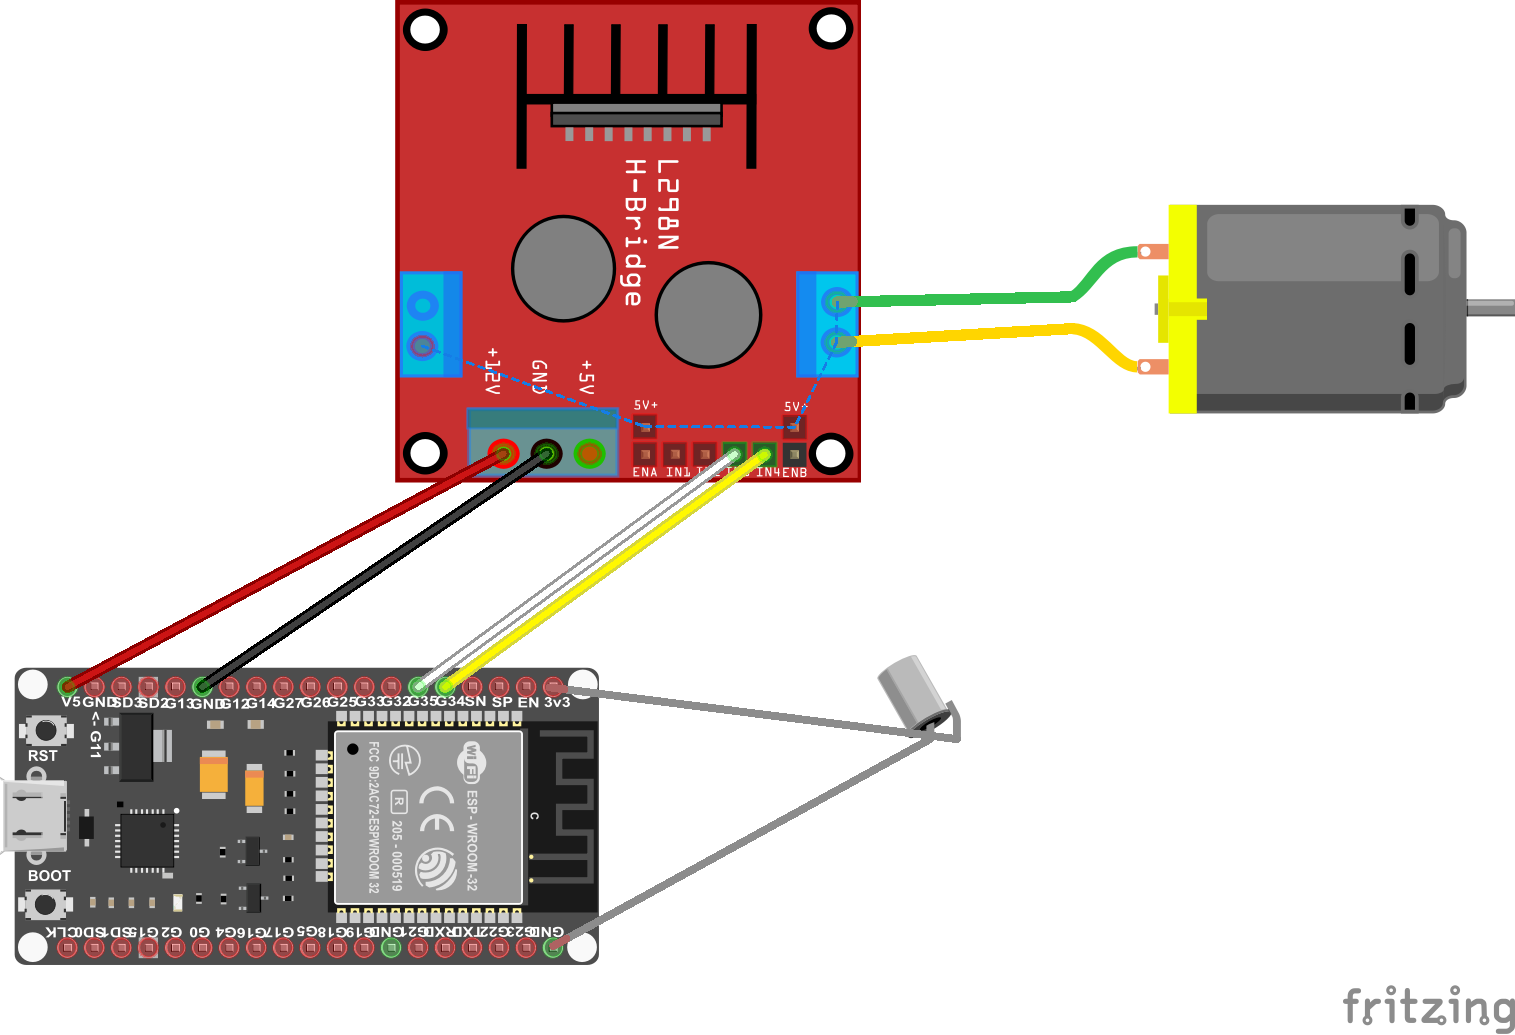 L298N
H-Bridge
+12V
GND
+5V
5V+
5V+
ENA
IN1
IN4
ENB
V5
GND
SD3
SD2
G13
GND
G12
G14
G27
G26
G25
G33
G32
G35
G34
SN
SP
EN
3v3
<-G11
RST
BOOT
FCC 9D:2AC72-ESPWROOM 32
R
205 - 000519
CE
Wi Fi
ESP - WROOM -32
C
CLK
SD0
SD1
G15
G2
G0
G4
G16
G17
G5
G18
G19
GND
G21
RXD
TXD
G22
G23
GND
fritzing